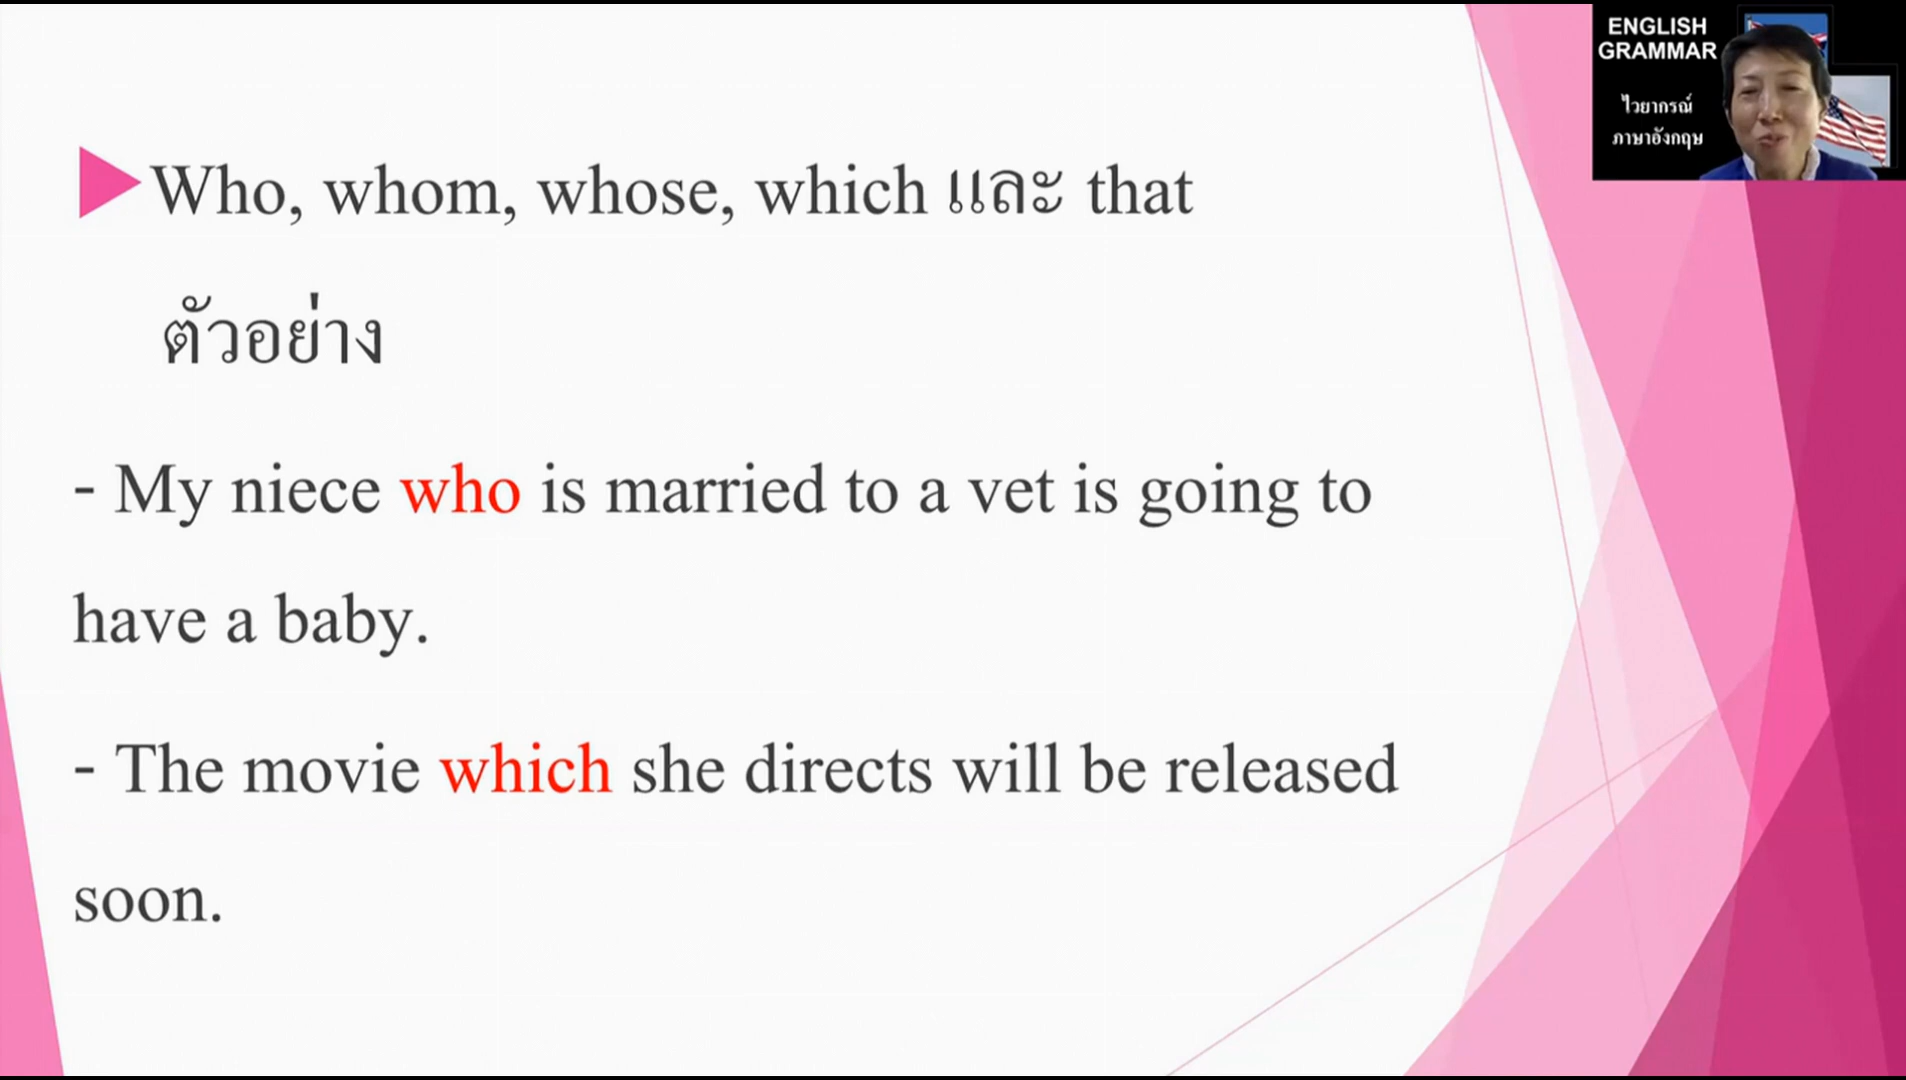 Who, whom, whose, which และ that
ตัวอย่าง
- My niece who is married to a vet is going to
have a baby.
- The movie which she directs will be released
soon.
ENGLISH
GRAMMAR
ไวยากรณ์
ภาษาอังกฤษ